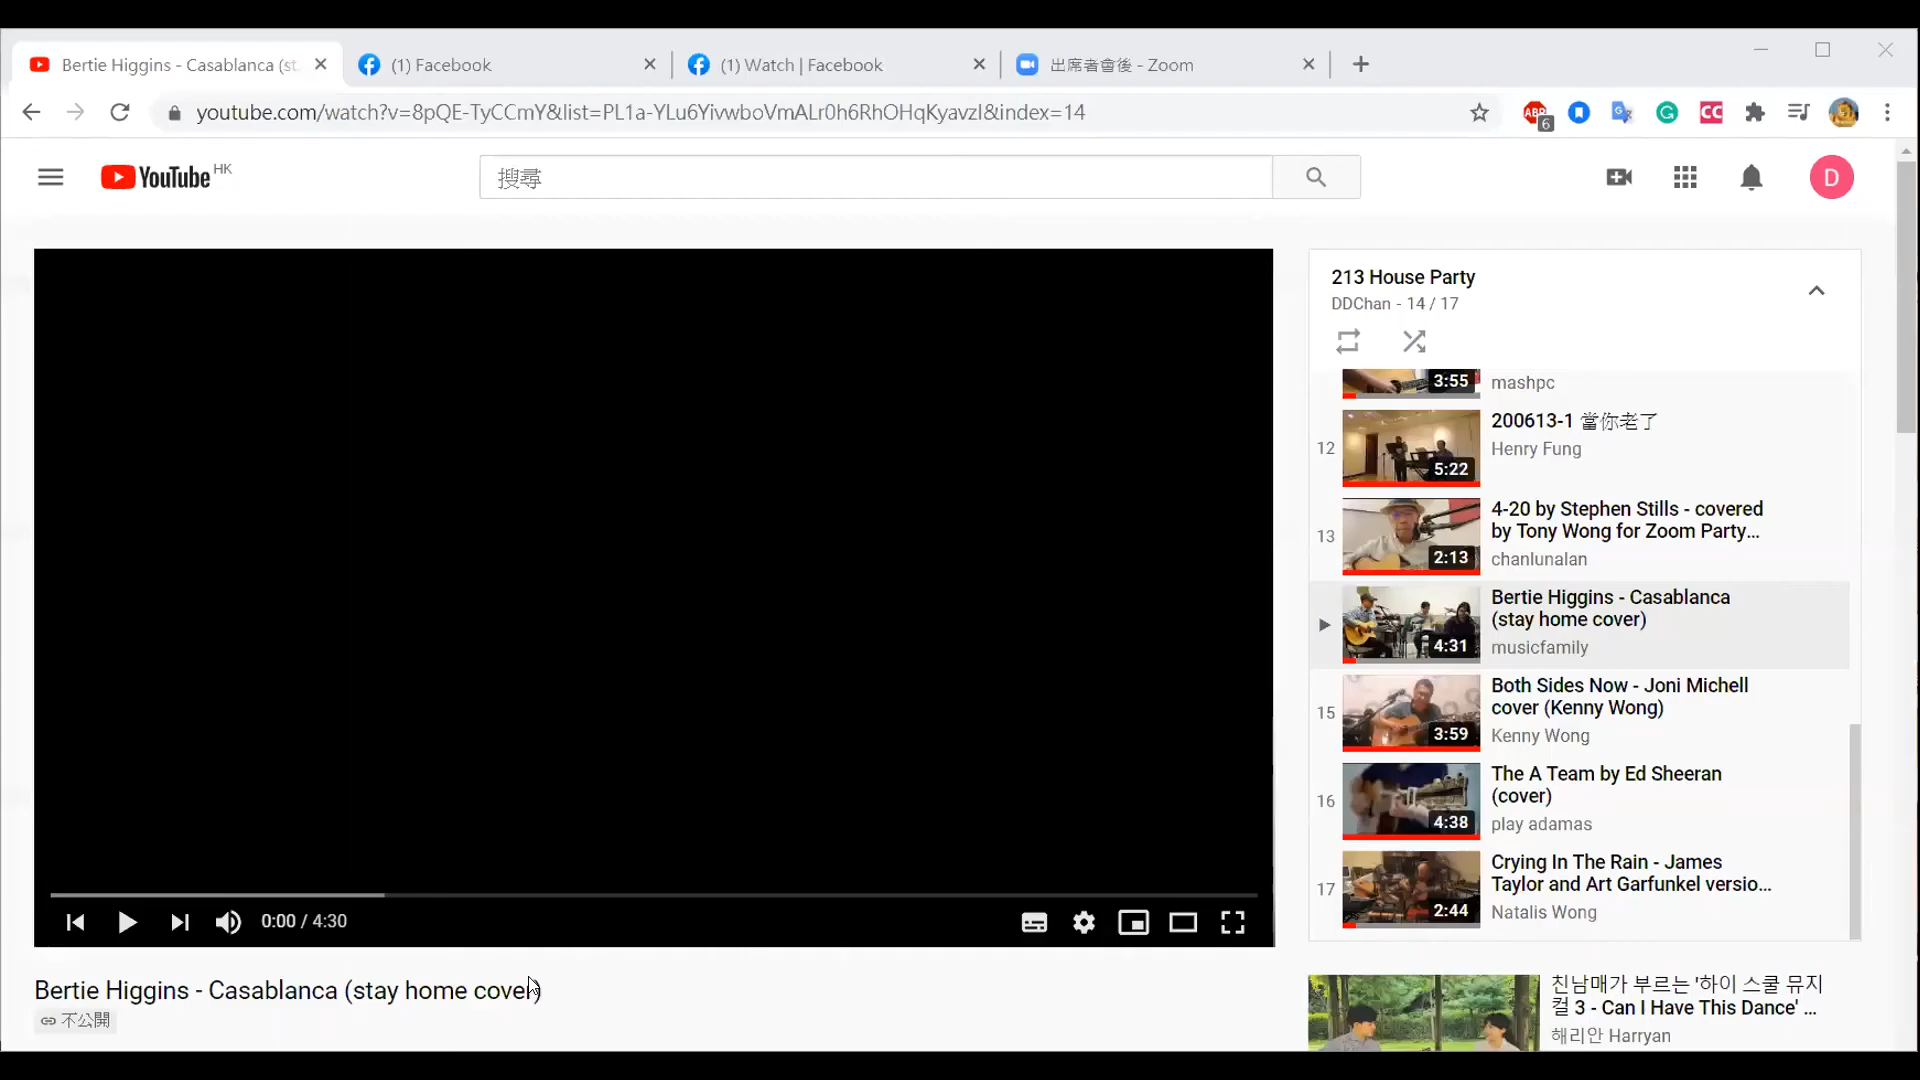 Bertie Higgins - Casablanca (st
(1) Facebook
(1) Watch | Facebook
出席者會後 - Zoom
youtube.com/watch?v=8pQE-TyCCmY&list=PL1a-YLu6YivwboVmALr0h6RhOHqKyavzI&index=14
ABP
6
G
CC
YouTube HK
搜尋
D
213 House Party
DDChan - 14 / 17
3:55
mashpc
12
5:22
200613-1 當你老了
Henry Fung
13
2:13
4-20 by Stephen Stills - covered
by Tony Wong for Zoom Party...
chanlunalan
4:31
Bertie Higgins - Casablanca
(stay home cover)
musicfamily
15
3:59
Both Sides Now - Joni Michell
cover (Kenny Wong)
Kenny Wong
16
4:38
The A Team by Ed Sheeran
(cover)
play adamas
17
2:44
Crying In The Rain - James
Taylor and Art Garfunkel versio...
Natalis Wong
0:00 / 4:30
Bertie Higgins - Casablanca (stay home cover)
不公開
친남매가 부르는 '하이 스쿨 뮤지
컬 3 - Can I Have This Dance' ...
해리안 Harryan